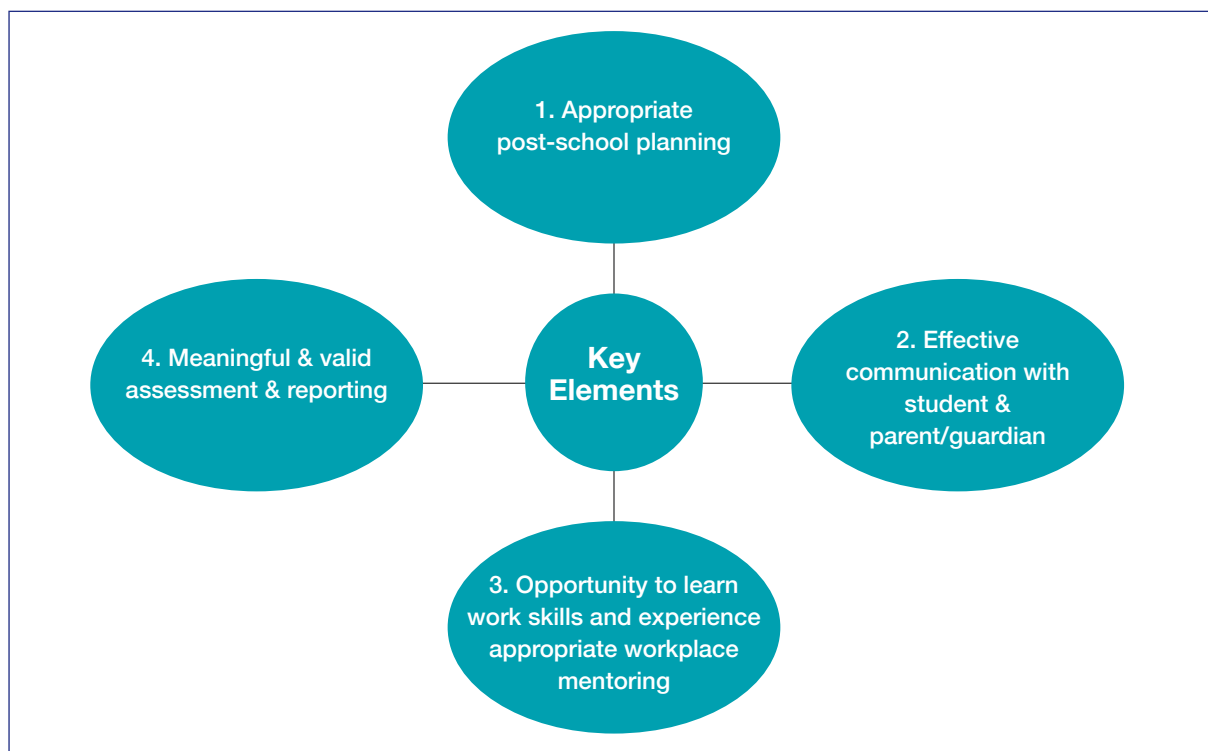 1. Appropriate
post-school planning
Key
Elements
2. Effective
communication with
student &
parent/guardian
3. Opportunity to learn
work skills and experience
appropriate workplace
mentoring
4. Meaningful & valid
assessment & reporting